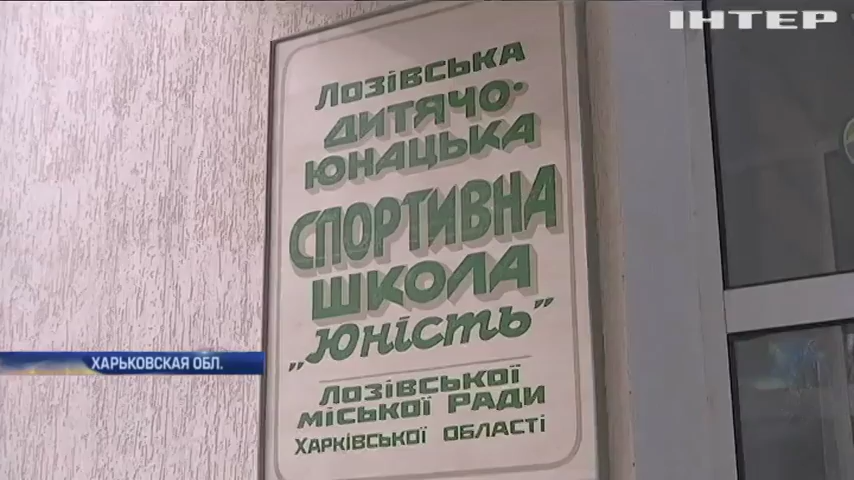 ІНТЕР
ЛОЗІВСЬКА
ДИТЯЧО-
ЮНАЦЬКА
СПОРТИВНА
ШКОЛА
„Юність”
ЛОЗІВСЬКОЇ
МІСЬКОЇ РАДИ
ХАРКІВСЬКОЇ ОБЛАСТІ
ХАРЬКОВСКАЯ ОБЛ.